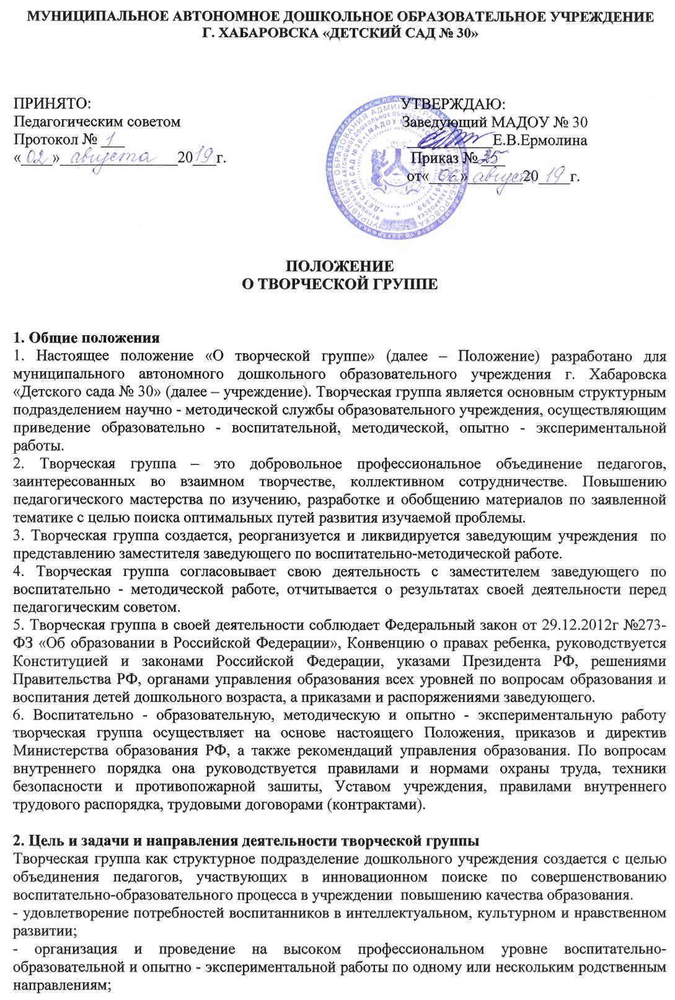 МУНИЦИПАЛЬНОЕ АВТОНОМНОЕ ДОШКОЛЬНОЕ ОБРАЗОВАТЕЛЬНОЕ УЧРЕЖДЕНИЕ
Г. ХАБАРОВСКА «ДЕТСКИЙ САД № 30»
ПРИНЯТО:
Педагогическим советом
Протокол № 1
«02» августа 2019 г.
УТВЕРЖДАЮ:
Заведующий МАДОУ № 30
Е.В.Ермолина
Приказ № 35
от« 06 » августа 2019 г.
ПОЛОЖЕНИЕ
О ТВОРЧЕСКОЙ ГРУППЕ
1. Общие положения
1. Настоящее положение «О творческой группе» (далее – Положение) разработано для
муниципального автономного дошкольного образовательного учреждения г. Хабаровска
«Детского сада № 30» (далее – учреждение). Творческая группа является основным структурным
подразделением научно - методической службы образовательного учреждения, осуществляющим
приведение образовательно - воспитательной, методической, опытно - экспериментальной
работы.
2. Творческая группа – это добровольное профессиональное объединение педагогов,
заинтересованных во взаимном творчестве, коллективном сотрудничестве. Повышению
педагогического мастерства по изучению, разработке и обобщению материалов по заявленной
тематике с целью поиска оптимальных путей развития изучаемой проблемы.
3. Творческая группа создается, реорганизуется и ликвидируется заведующим учреждения по
представлению заместителя заведующего по воспитательно-методической работе.
4. Творческая группа согласовывает свою деятельность с заместителем заведующего по
воспитательно - методической работе, отчитывается о результатах своей деятельности перед
педагогическим советом.
5. Творческая группа в своей деятельности соблюдает Федеральный закон от 29.12.2012г №273-
ФЗ «Об образовании в Российской Федерации», Конвенцию о правах ребенка, руководствуется
Конституцией и законами Российской Федерации, указами Президента РФ, решениями
Правительства РФ, органами управления образования всех уровней по вопросам образования и
воспитания детей дошкольного возраста, а приказами и распоряжениями заведующего.
6. Воспитательно - образовательную, методическую и опытно - экспериментальную работу
творческая группа осуществляет на основе настоящего Положения, приказов и директив
Министерства образования РФ, а также рекомендаций управления образования. По вопросам
внутреннего порядка она руководствуется правилами и нормами охраны труда, техники
безопасности и противопожарной зашиты, Уставом учреждения, правилами внутреннего
трудового распорядка, трудовыми договорами (контрактами).
2. Цель и задачи и направления деятельности творческой группы
Творческая группа как структурное подразделение дошкольного учреждения создается с целью
объединения педагогов, участвующих в инновационном поиске по совершенствованию
воспитательно-образовательного процесса в учреждении повышению качества образования.
- удовлетворение потребностей воспитанников в интеллектуальном, культурном и нравственном
развитии;
- организация и проведение на высоком профессиональном уровне воспитательно-
образовательной и опытно - экспериментальной работы по одному или нескольким родственным
направлениям;